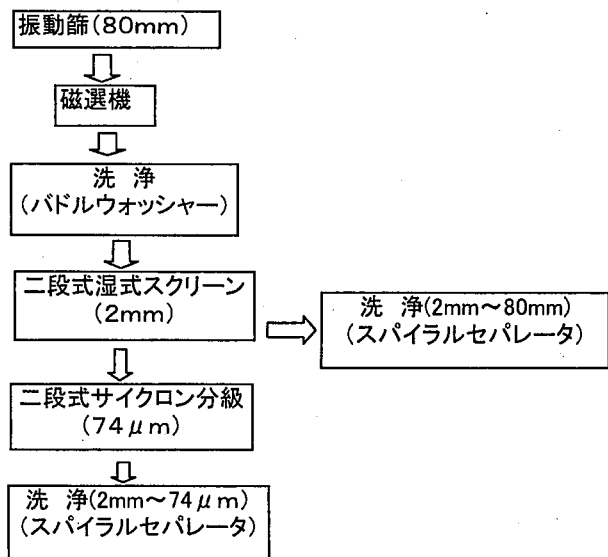 振動篩(80mm)
磁選機
洗 浄
(バドルウォッシャー)
二段式湿式スクリーン
(2mm)
洗 浄(2mm～80mm)
(スパイラルセパレータ)
二段式サイクロン分級
(74μm)
洗 浄(2mm～74μm)
(スパイラルセパレータ)